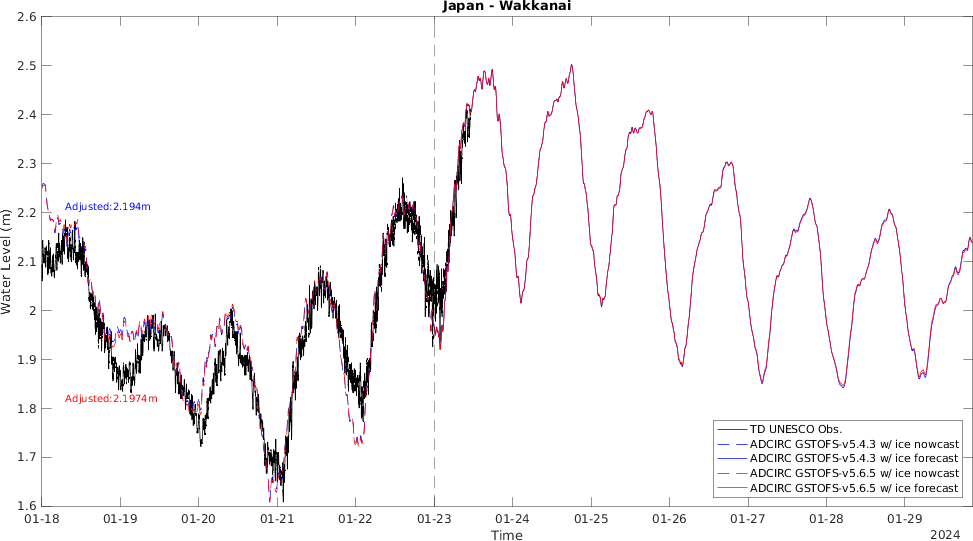 Japan - Wakkanai
2.6
2.5
2.4
2.3
2.2
2.1
2
1.9
1.8
1.7
1.6
Water Level (m)
Adjusted:2.194m
Adjusted:2.1974m
TD UNESCO Obs.
ADCIRC GSTOFS-v5.4.3 w/ ice nowcast
ADCIRC GSTOFS-v5.4.3 w/ ice forecast
ADCIRC GSTOFS-v5.6.5 w/ ice nowcast
ADCIRC GSTOFS-v5.6.5 w/ ice forecast
01-18 01-19 01-20 01-21 01-22 01-23 01-24 01-25 01-26 01-27 01-28 01-29
Time
2024